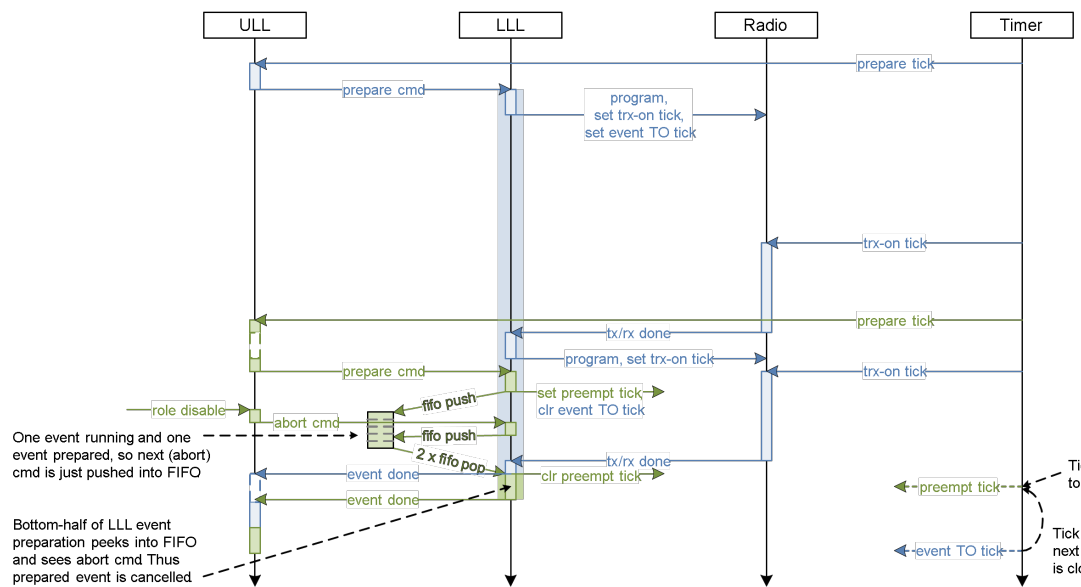 ULL
LLL
Radio
Timer
prepare tick
prepare cmd
program,
set trx-on tick,
set event TO tick
trx-on tick
prepare tick
tx/rx done
program, set trx-on tick
trx-on tick
prepare cmd
set preempt tick
clr event TO tick
fifo push
role disable
abort cmd
fifo push
One event running and one
event prepared, so next (abort)
cmd is just pushed into FIFO
2 x fifo pop
tx/rx done
event done
clr preempt tick
preempt tick
to
event done
Bottom-half of LLL event
preparation peeks into FIFO
and sees abort cmd. Thus
prepared event is cancelled.
event TO tick
Tick
next
is